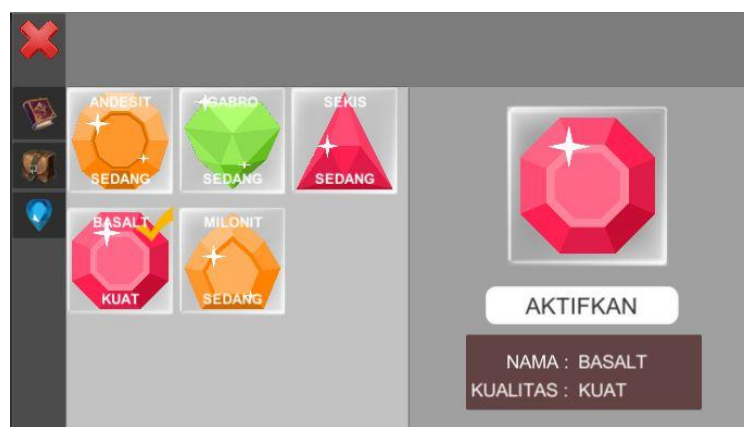 ANDESIT
SEDANG
GABRO
SEDANG
SEKIS
SEDANG
BASALT
KUAT
MILONIT
SEDANG
AKTIFKAN
NAMA : BASALT
KUALITAS : KUAT